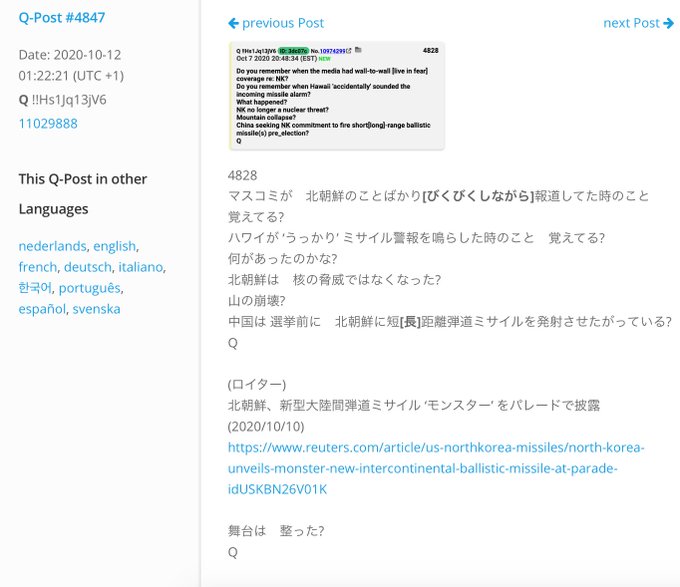 Q-Post #4847
Date: 2020-10-12
01:22:21 (UTC +1)
Q !!Hs1Jq13jV6
11029888
This Q-Post in other
Languages
nederlands, english,
french, deutsch, italiano,
한국어, português,
español, svenska
previous Post
next Post
Q !Hs1Jq13jV6 ID: 3dc07c No.10974299
4828
Oct 7 2020 20:48:34 (EST) NEW
Do you remember when the media had wall-to-wall [live in fear]
coverage re: NK?
Do you remember when Hawaii 'accidentally' sounded the
incoming missile alarm?
What happened?
NK no longer a nuclear threat?
Mountain collapse?
China seeking NK commitment to fire short[long]-range ballistic
missile(s) pre_election?
Q
4828
マスコミが　北朝鮮のことばかり[びくびくしながら]報道してた時のこと
覚えてる?
ハワイが ‘うっかり’ ミサイル警報を鳴らした時のこと　覚えてる?
何があったのかな?
北朝鮮は　核の脅威ではなくなった?
山の崩壊?
中国は 選挙前に　北朝鮮に短[長]距離弾道ミサイルを発射させたがっている?
Q
(ロイター)
北朝鮮、新型大陸間弾道ミサイル ‘モンスター’ をパレードで披露
(2020/10/10)
https://www.reuters.com/article/us-northkorea-missiles/north-korea-
unveils-monster-new-intercontinental-ballistic-missile-at-parade-
idUSKBN26V01K
舞台は　整った?
Q